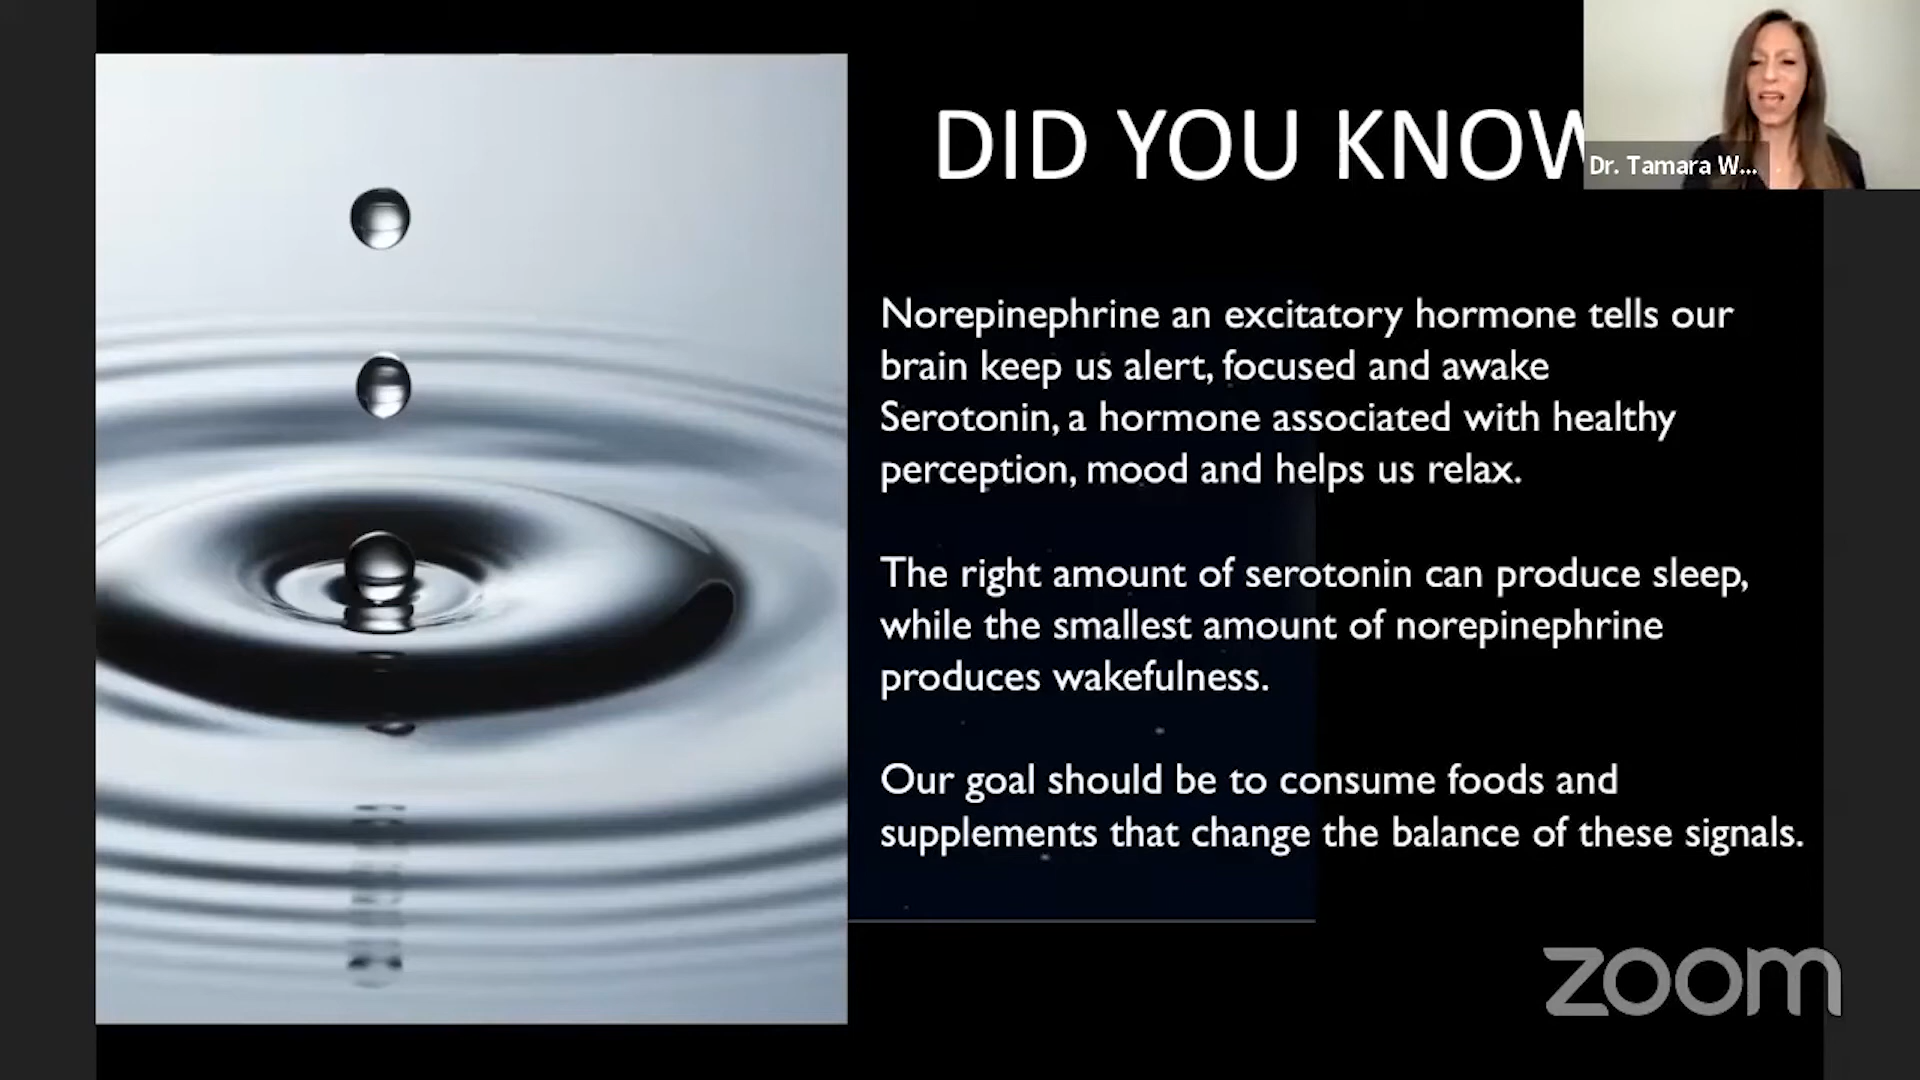 DID YOU KNOW
Dr. Tamara W...
Norepinephrine an excitatory hormone tells our
brain keep us alert, focused and awake
Serotonin, a hormone associated with healthy
perception, mood and helps us relax.
The right amount of serotonin can produce sleep,
while the smallest amount of norepinephrine
produces wakefulness.
Our goal should be to consume foods and
supplements that change the balance of these signals.
zoom